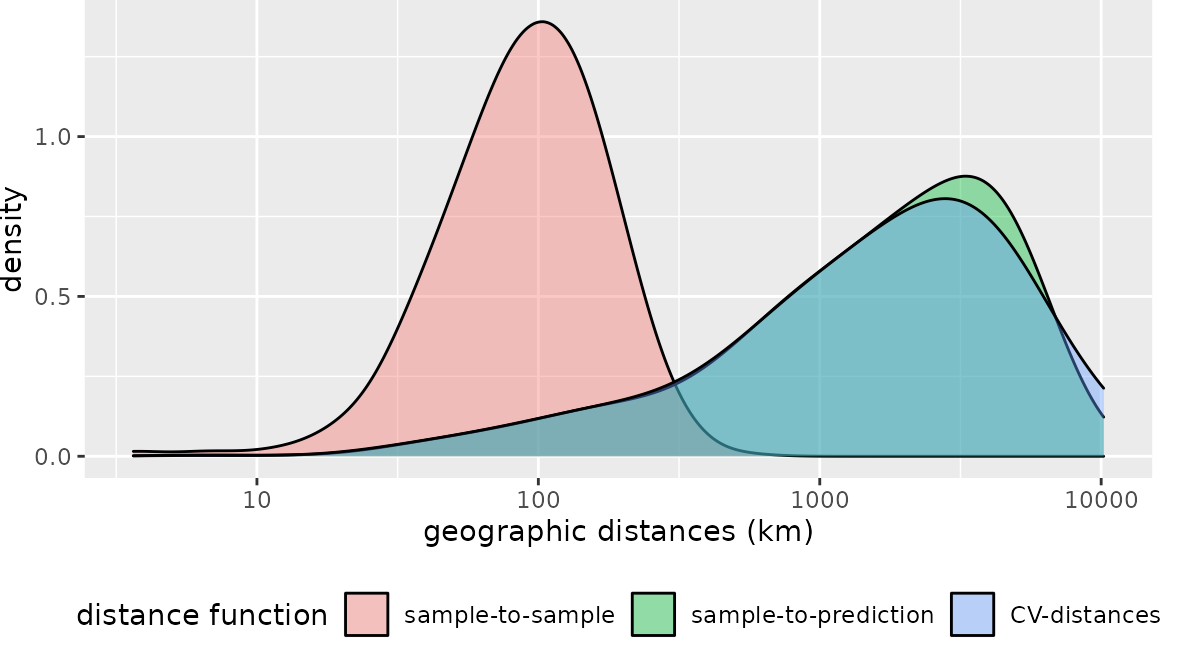 1.0
0.5
0.0
density
10 100 1000 10000
geographic distances (km)
distance function sample-to-sample sample-to-prediction CV-distances